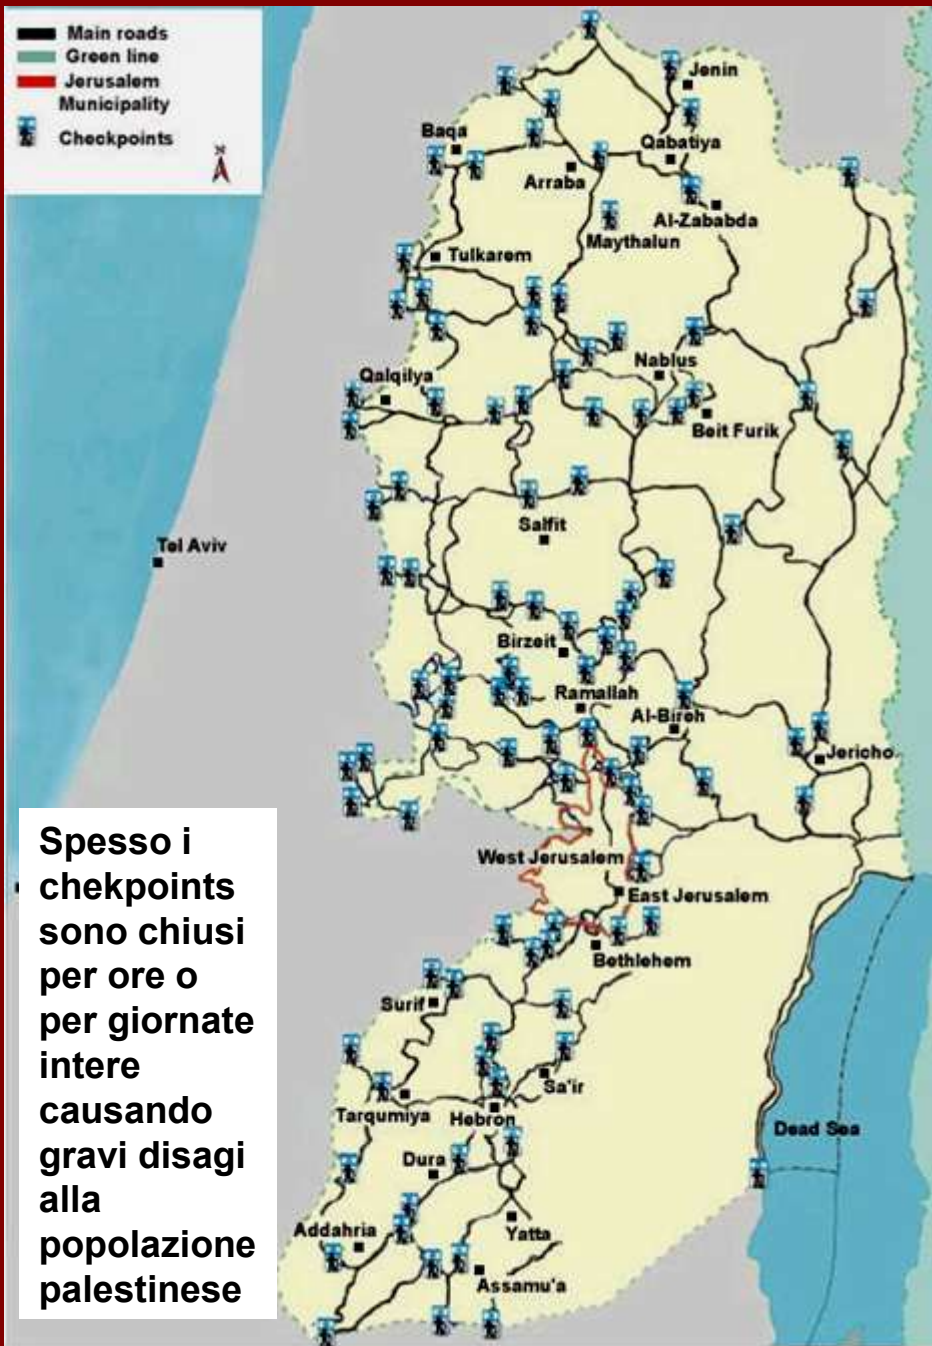 Main roads
Green line
Jerusalem
Municipality
Checkpoints
N
Jenin
Baqa
Qabatiya
Arraba
Al-Zababda
Maythalun
Tulkarem
Nablus
Qalqilya
Beit Furik
Salfit
Tel Aviv
Birzeit
Ramallah
Al-Bireh
Jericho
West Jerusalem
East Jerusalem
Bethlehem
Surif
Sa'ir
Tarqumiya
Hebron
Dead Sea
Dura
Addahria
Yatta
Assamu'a
Spesso i
chekpoints
sono chiusi
per ore o
per giornate
intere
causando
gravi disagi
alla
popolazione
palestinese